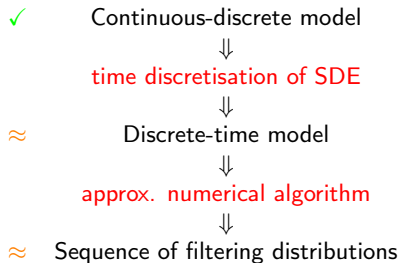 ✓ Continuous-discrete model
⇓
time discretisation of SDE
⇓
≈ Discrete-time model
⇓
approx. numerical algorithm
⇓
≈ Sequence of filtering distributions